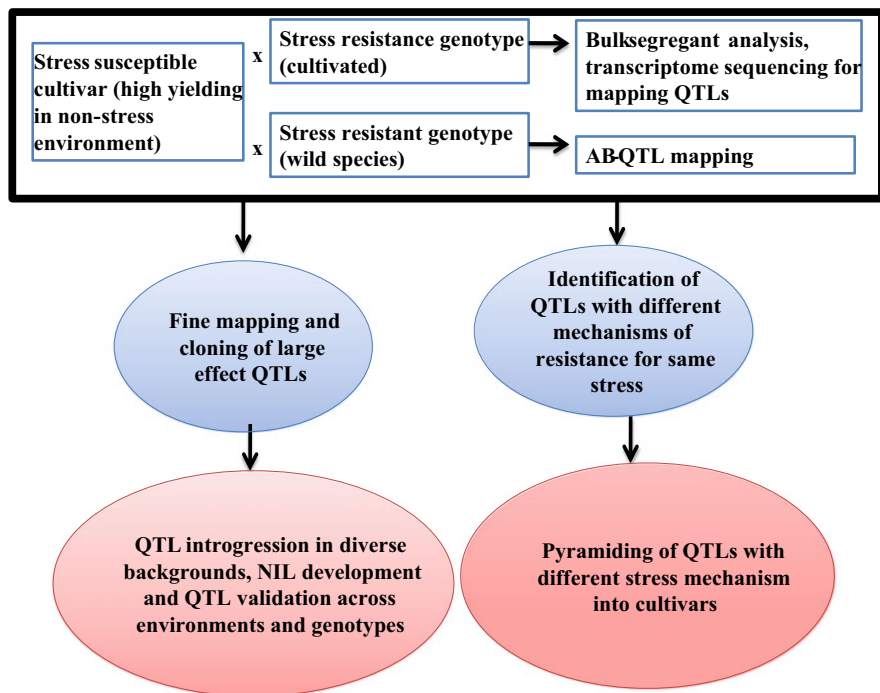 Stress susceptible
cultivar (high yielding
in non-stress
environment)
x
Stress resistance genotype
(cultivated)
Bulksegregant analysis,
transcriptome sequencing for
mapping QTLs
x
Stress resistant genotype
(wild species)
AB-QTL mapping
Fine mapping and
cloning of large
effect QTLs
Identification of
QTLs with different
mechanisms of
resistance for same
stress
QTL introgression in diverse
backgrounds, NIL development
and QTL validation across
environments and genotypes
Pyramiding of QTLs with
different stress mechanism
into cultivars